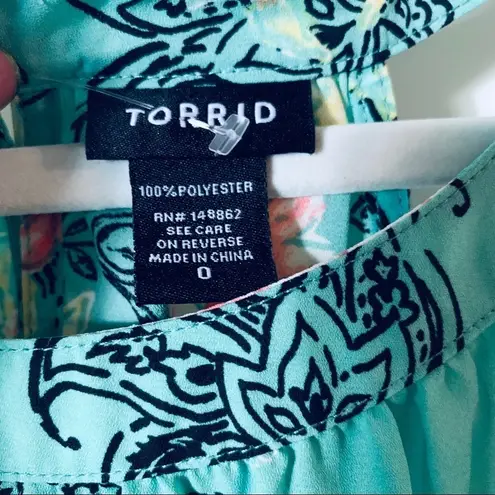 TORRID
100% POLYESTER
RN# 148862
SEE CARE
ON REVERSE
MADE IN CHINA
0